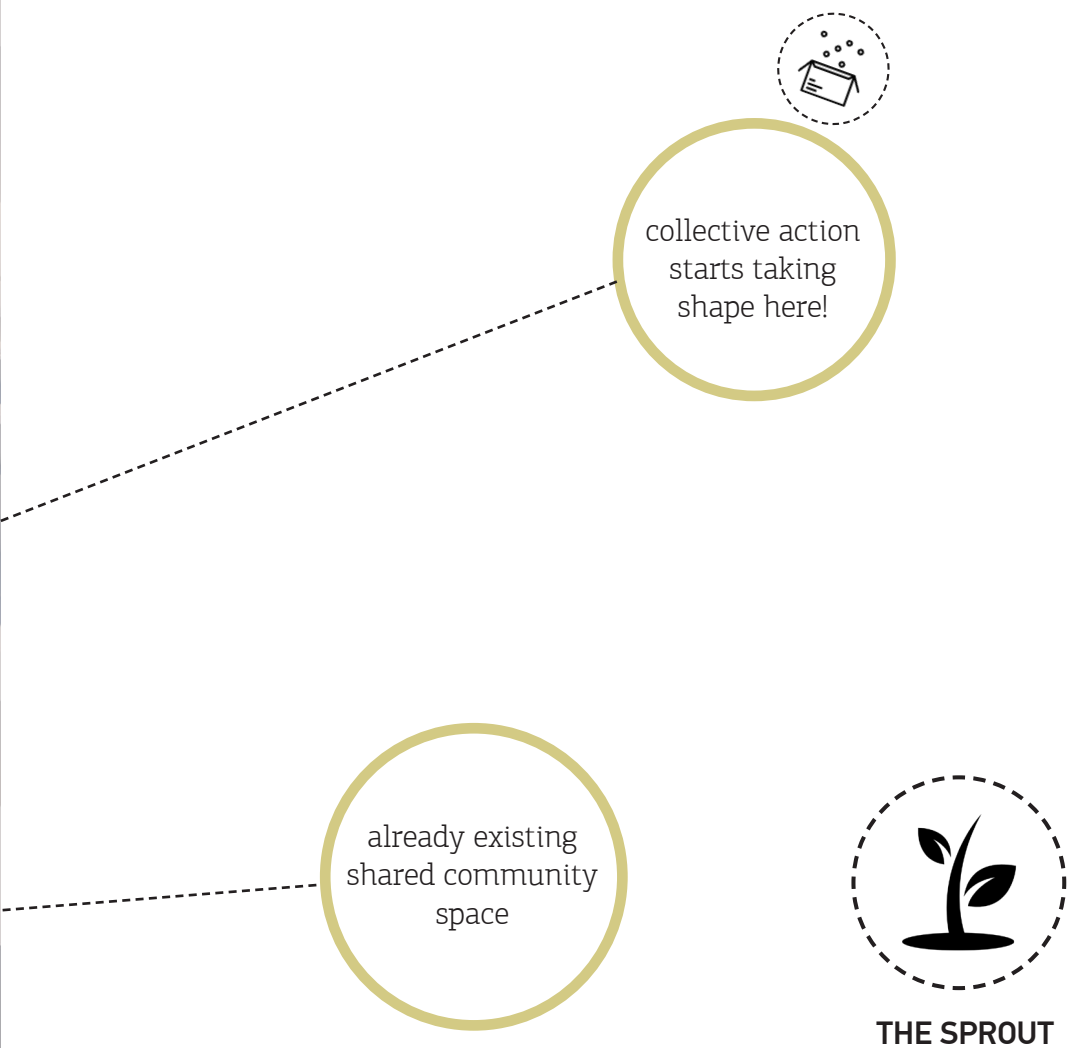 collective action
starts taking
shape here!
already existing
shared community
space
THE SPROUT